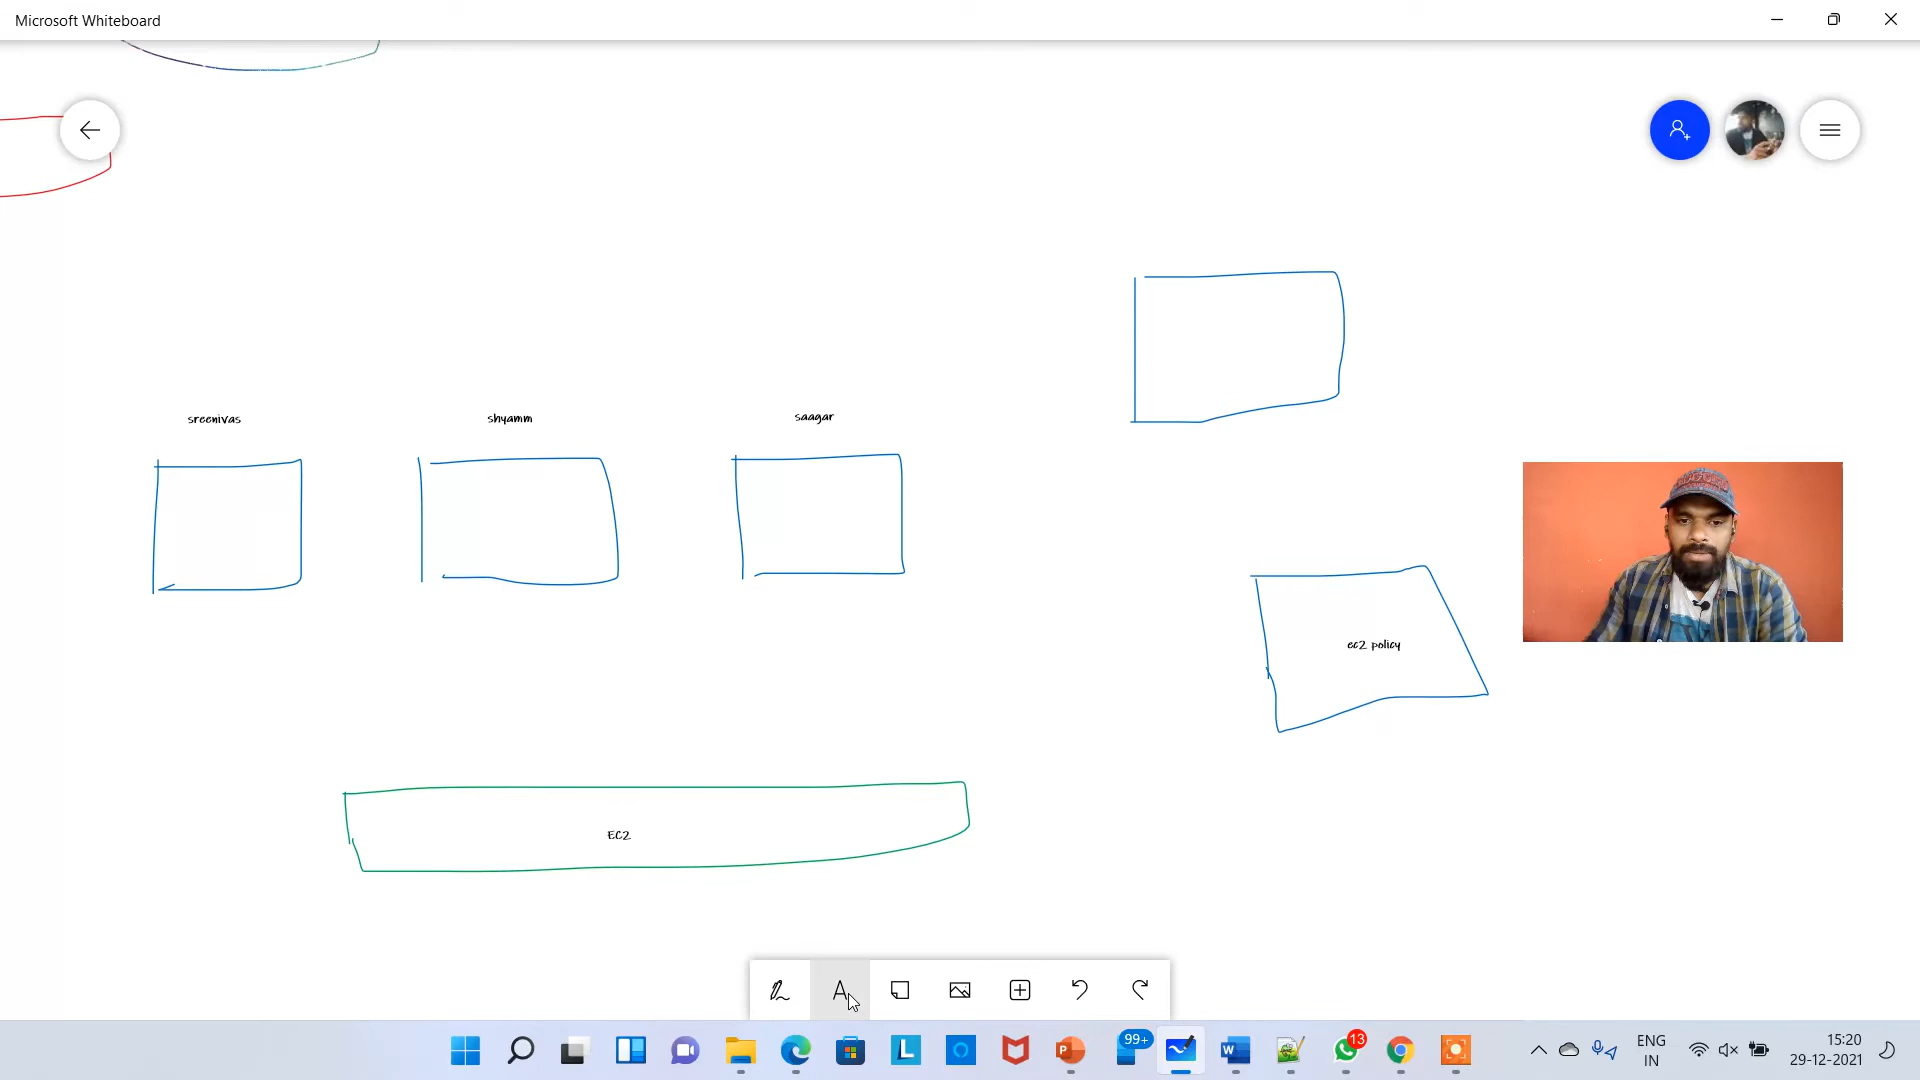 Microsoft Whiteboard
sreenivas
shyamm
saagar
ec2 policy
EC2
A
99+
13
ENG
IN
15:20
29-12-2021